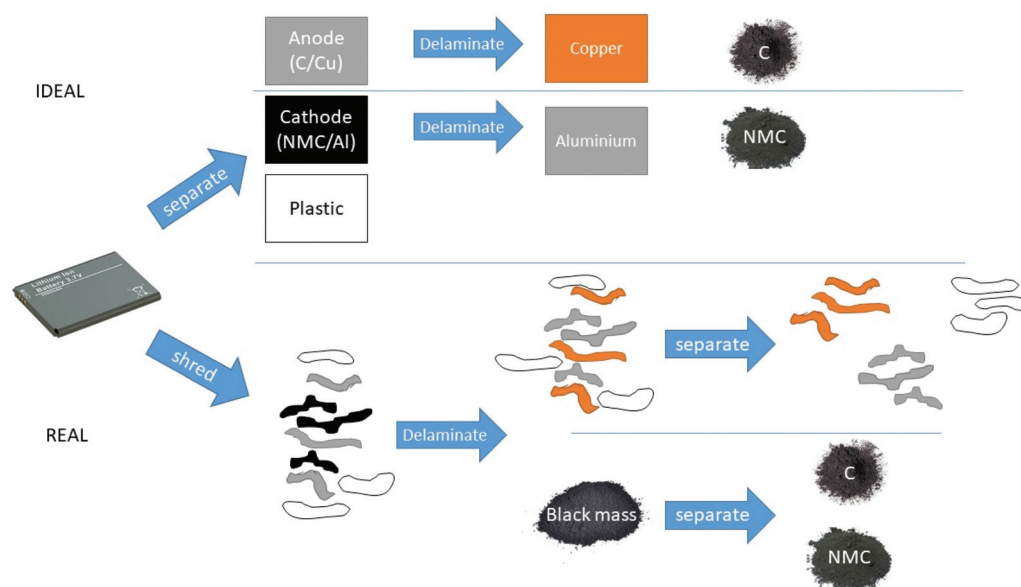 IDEAL
Anode
(C/Cu)
Delaminate
Copper
C
Cathode
(NMC/Al)
Delaminate
Aluminium
NMC
Plastic
separate
Lithium Ion
Battery 3.7V
shred
REAL
Delaminate
separate
Black mass
separate
C
NMC